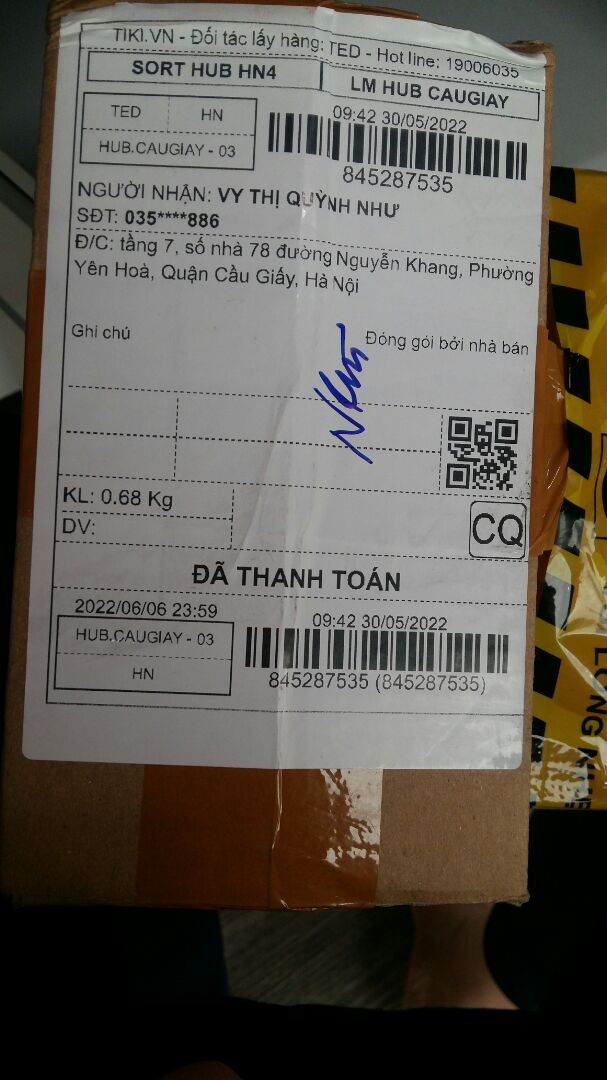 TIKI.VN - Đối tác lấy hàng: TED - Hot line: 19006035
SORT HUB HN4
LM HUB CAUGIAY
TED HN
HUB.CAUGIAY - 03
09:42 30/05/2022
845287535
NGƯỜI NHẬN: VY THỊ QUỲNH NHƯ
SĐT: 035****886
Đ/C: tầng 7, số nhà 78 đường Nguyễn Khang, Phường
Yên Hoà, Quận Cầu Giấy, Hà Nội
Ghi chú
Đóng gói bởi nhà bán
Như
KL: 0.68 Kg
DV:
CQ
ĐÃ THANH TOÁN
2022/06/06 23:59
HUB.CAUGIAY - 03
HN
09:42 30/05/2022
845287535 (845287535)